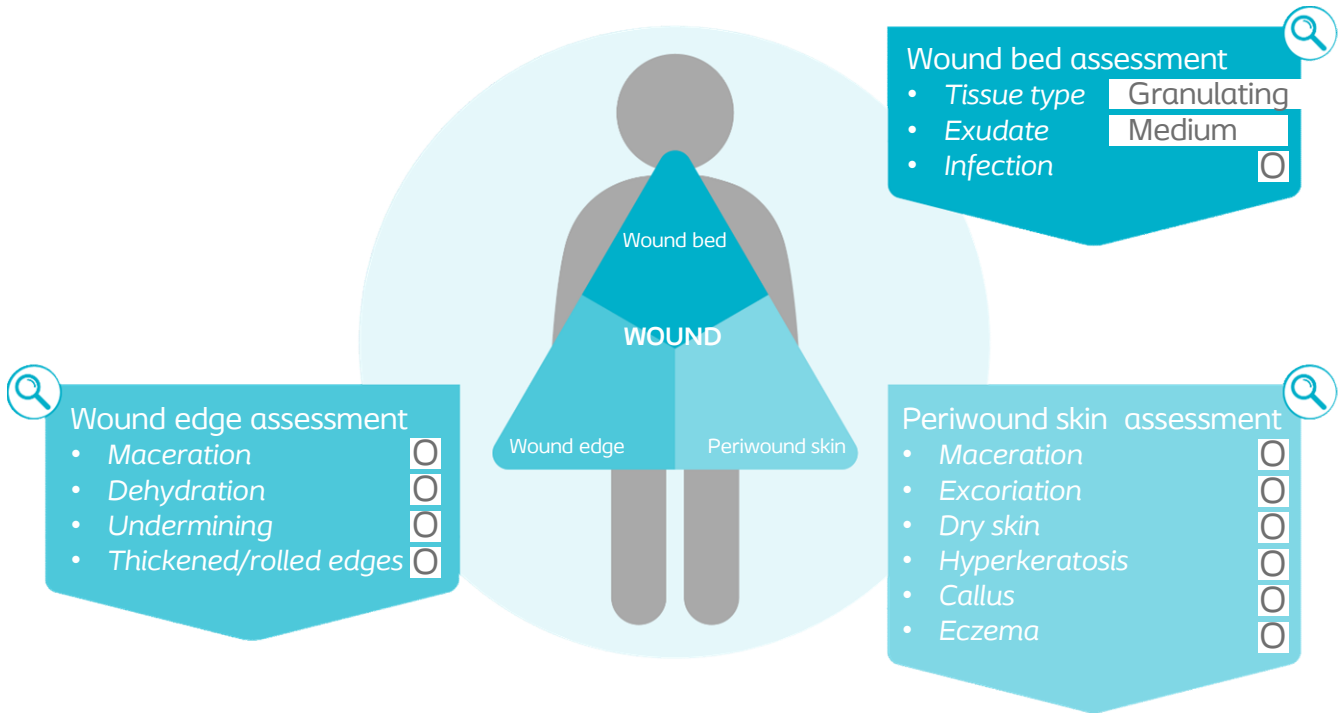 Wound bed assessment
• Tissue type Granulating
• Exudate Medium
• Infection O
Wound bed
WOUND
Wound edge
Periwound skin
Wound edge assessment
• Maceration O
• Dehydration O
• Undermining O
• Thickened/rolled edges O
Periwound skin assessment
• Maceration O
• Excoriation O
• Dry skin O
• Hyperkeratosis O
• Callus O
• Eczema O